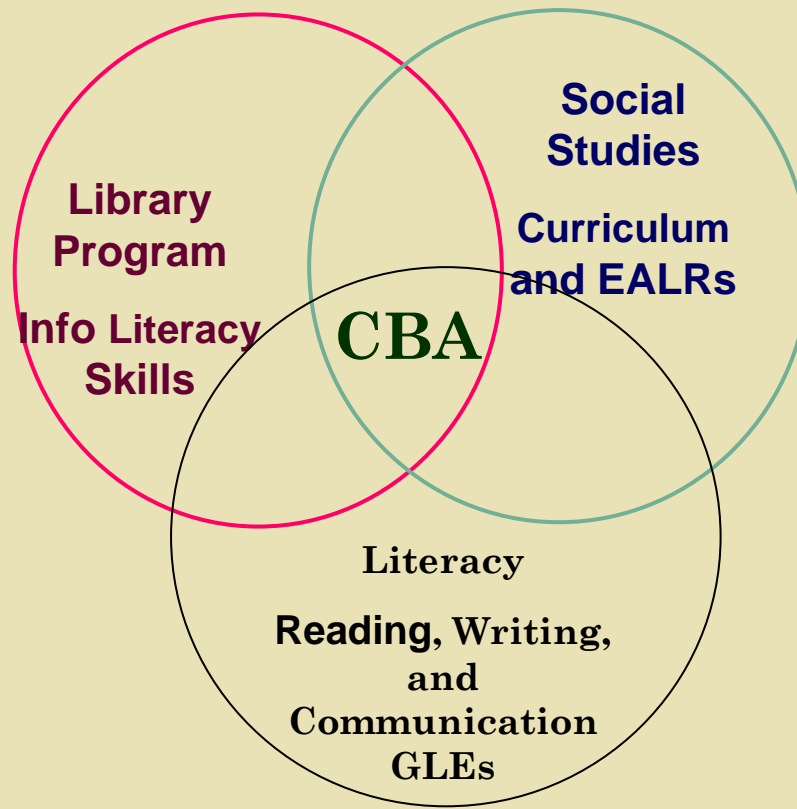 Library
Program
Info Literacy
Skills
Social
Studies
Curriculum
and EALRs
CBA
Literacy
Reading, Writing,
and
Communication
GLEs